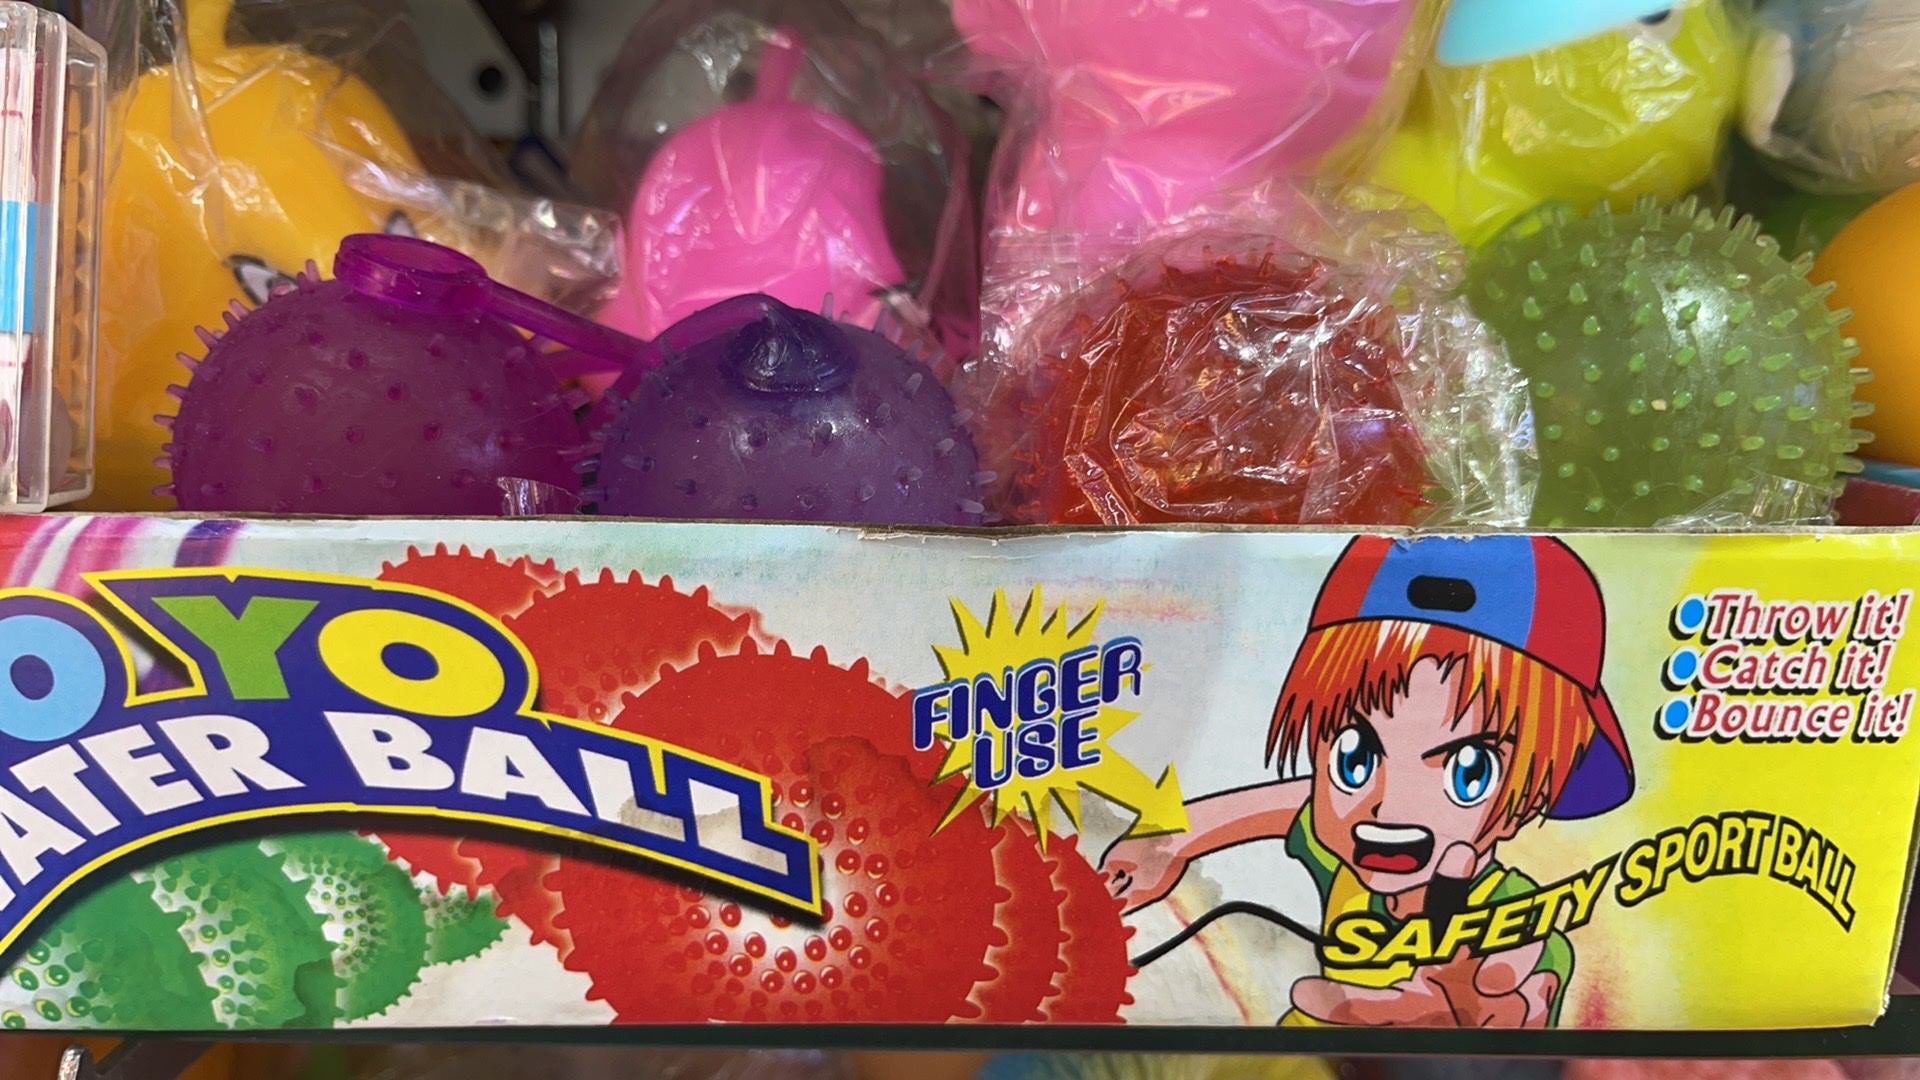 OYO
ATER BALL
FINGER
USE
Throw it!
Catch it!
Bounce it!
SAFETY SPORT BALL